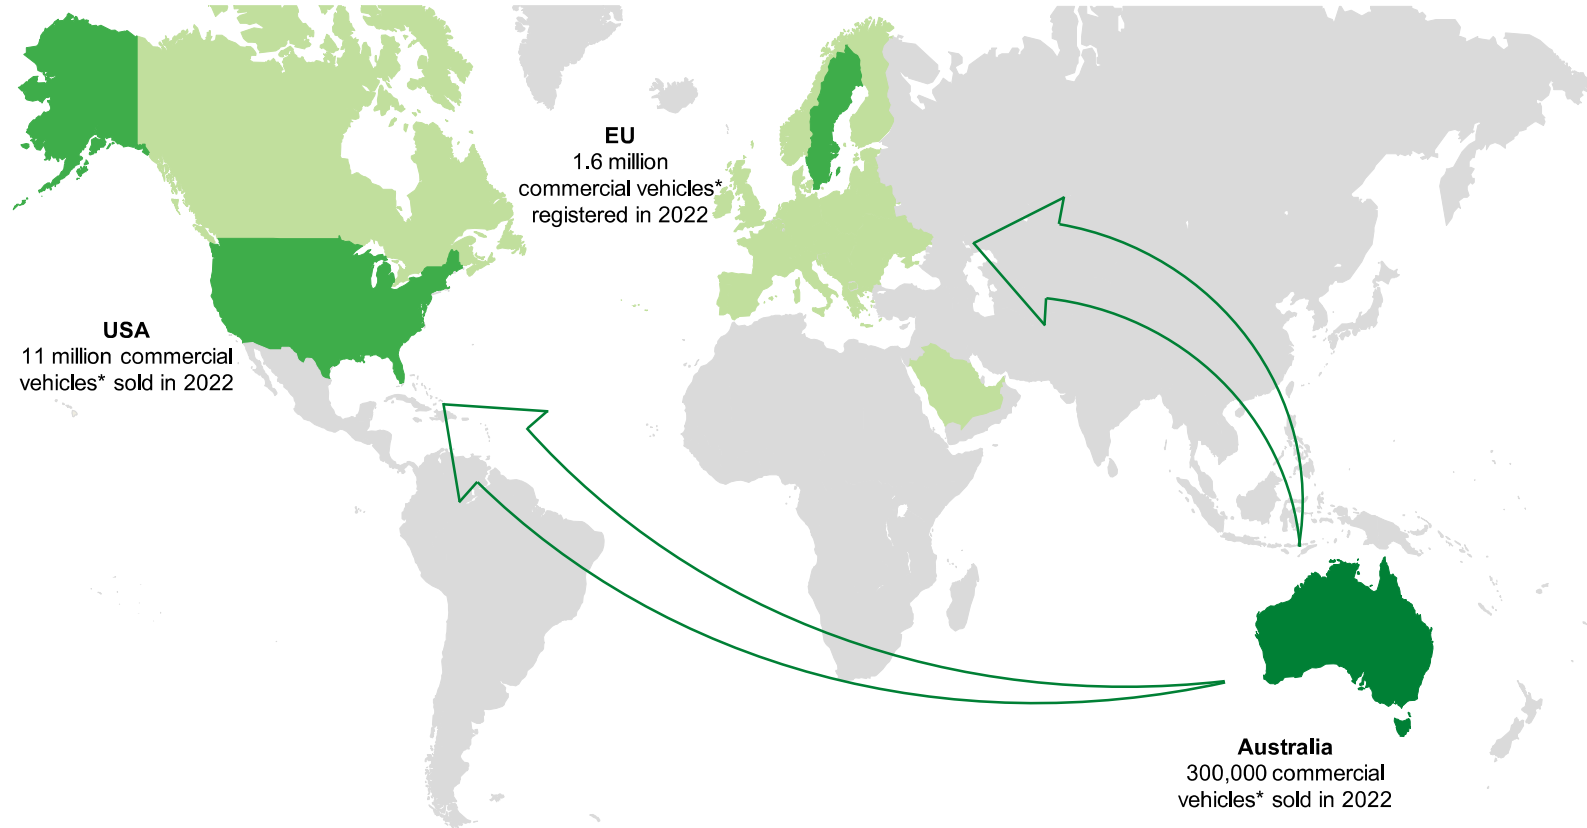 EU
1.6 million
commercial vehicles*
registered in 2022
USA
11 million commercial
vehicles* sold in 2022
Australia
300,000 commercial
vehicles* sold in 2022